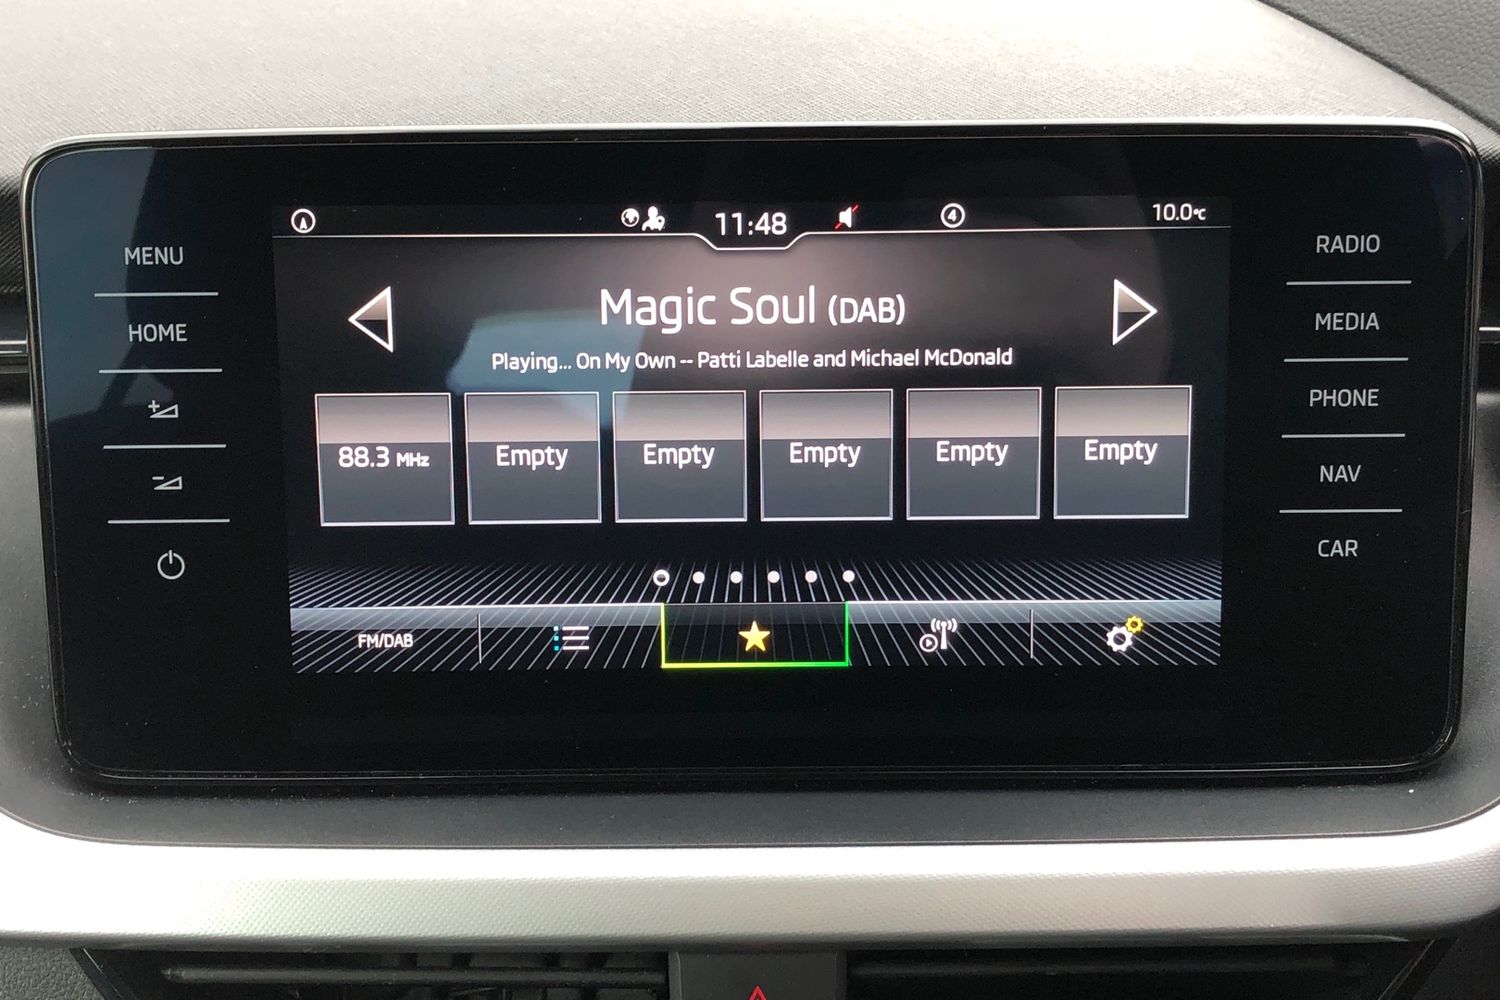 11:48
4
10.0°C
MENU
HOME
RADIO
MEDIA
PHONE
NAV
CAR
Magic Soul (DAB)
Playing... On My Own -- Patti Labelle and Michael McDonald
88.3 MHz
Empty
Empty
Empty
Empty
Empty
FM/DAB